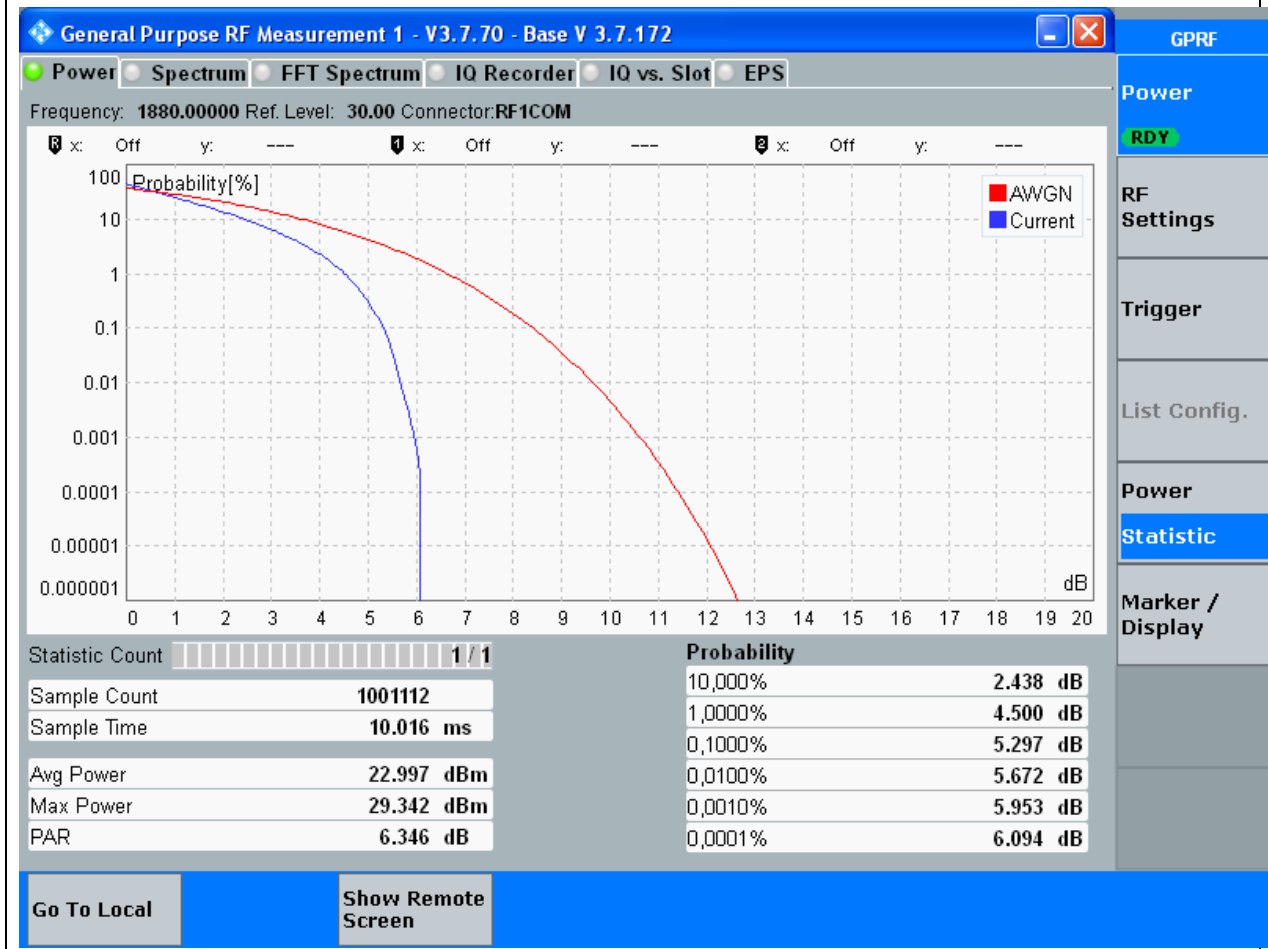 General Purpose RF Measurement 1 - V3.7.70 - Base V 3.7.172
GPRF
Power Spectrum FFT Spectrum IQ Recorder IQ vs. Slot EPS
Power
RDY
Frequency: 1880.00000 Ref. Level: 30.00 Connector:RF1COM
R x: Off y: --- 1 x: Off y: --- 2 x: Off y: ---
Probability[%]
AWGN
Current
100
10
1
0.1
0.01
0.001
0.0001
0.00001
0.000001
dB
0 1 2 3 4 5 6 7 8 9 10 11 12 13 14 15 16 17 18 19 20
RF Settings
Trigger
List Config.
Power
Statistic
Marker / Display
Statistic Count 1 / 1
Sample Count 1001112
Sample Time 10.016 ms
Avg Power 22.997 dBm
Max Power 29.342 dBm
PAR 6.346 dB
Probability
10,000% 2.438 dB
1,0000% 4.500 dB
0,1000% 5.297 dB
0,0100% 5.672 dB
0,0010% 5.953 dB
0,0001% 6.094 dB
Go To Local
Show Remote Screen